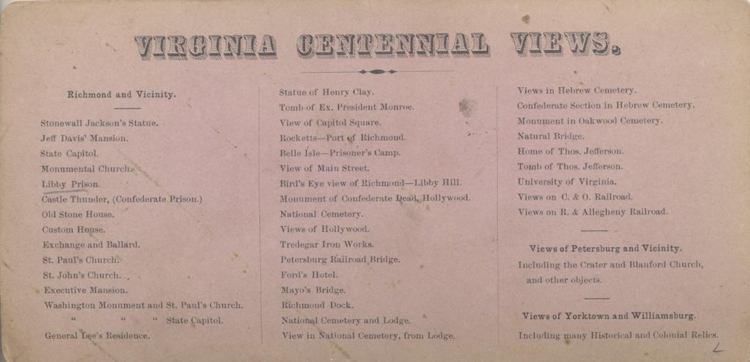 VIRGINIA CENTENNIAL VIEWS.
Richmond and Vicinity.
Stonewall Jackson's Statue.
Jeff Davis' Mansion.
State Capitol.
Monumental Church.
Libby Prison.
Castle Thunder, (Confederate Prison.)
Old Stone House.
Custom House.
Exchange and Ballard.
St. Paul's Church.
St. John's Church.
Executive Mansion.
Washington Monument and St. Paul's Church.
" " " State Capitol.
General Lee's Residence.
Statue of Henry Clay.
Tomb of Ex. President Monroe.
View of Capitol Square.
Rocketts—Port of Richmond.
Belle Isle—Prisoner's Camp.
View of Main Street.
Bird's Eye view of Richmond—Libby Hill.
Monument of Confederate Dead, Hollywood.
National Cemetery.
Views of Hollywood.
Tredegar Iron Works.
Petersburg Railroad Bridge.
Ford's Hotel.
Mayo's Bridge.
Richmond Dock.
National Cemetery and Lodge.
View in National Cemetery, from Lodge.
Views in Hebrew Cemetery.
Confederate Section in Hebrew Cemetery.
Monument in Oakwood Cemetery.
Natural Bridge.
Home of Thos. Jefferson.
Tomb of Thos. Jefferson.
University of Virginia.
Views on C. & O. Railroad.
Views on R. & Allegheny Railroad.
Views of Petersburg and Vicinity.
Including the Crater and Blanford Church,
and other objects.
Views of Yorktown and Williamsburg.
Including many Historical and Colonial Relics.